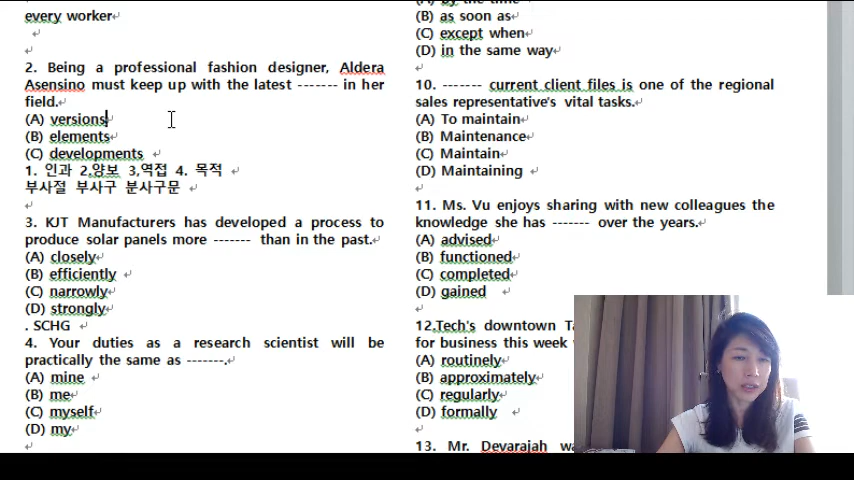 every worker
2. Being a professional fashion designer, Aldera
Asensino must keep up with the latest ------- in her
field.
(A) versions
(B) elements
(C) developments
1. 인과 2,양보 3,역접 4. 목적
부사절 부사구 분사구문
3. KJT Manufacturers has developed a process to
produce solar panels more ------- than in the past.
(A) closely
(B) efficiently
(C) narrowly
(D) strongly
. SCHG
4. Your duties as a research scientist will be
practically the same as -------.
(A) mine
(B) me
(C) myself
(D) my
(B) as soon as
(C) except when
(D) in the same way
10. ------- current client files is one of the regional
sales representative's vital tasks.
(A) To maintain
(B) Maintenance
(C) Maintain
(D) Maintaining
11. Ms. Vu enjoys sharing with new colleagues the
knowledge she has ------- over the years.
(A) advised
(B) functioned
(C) completed
(D) gained
12.Tech's downtown
for business this week
(A) routinely
(B) approximately
(C) regularly
(D) formally
13. Mr. Devarajah